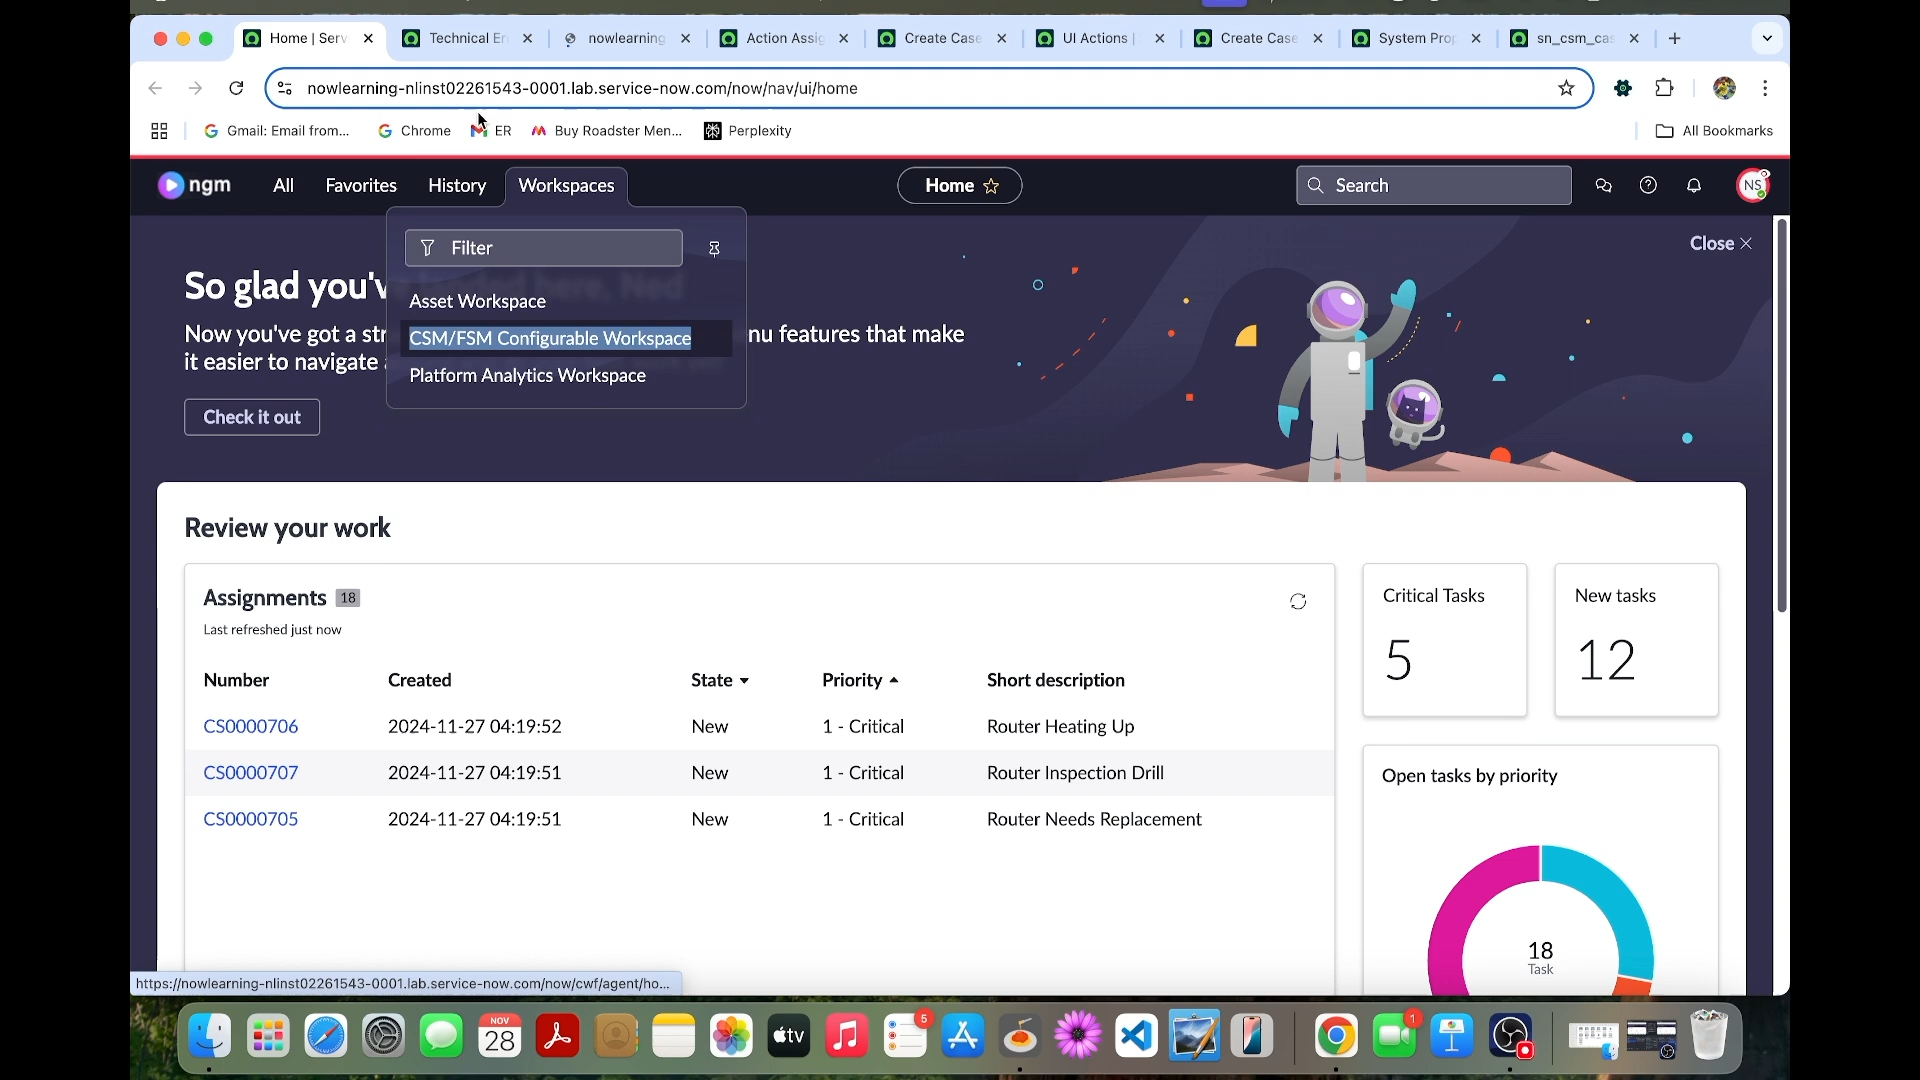 Home | Serv
Technical En
nowlearning
Action Assig
Create Case
UI Actions |
Create Case
System Prop
sn_csm_cas
nowlearning-nlinst02261543-0001.lab.service-now.com/now/nav/ui/home
Gmail: Email from...
Chrome
ER
Buy Roadster Men...
Perplexity
All Bookmarks
ngm
All
Favorites
History
Workspaces
Home
Search
NS
Filter
Asset Workspace
CSM/FSM Configurable Workspace
Platform Analytics Workspace
Close
So glad you've landed here, Ned
Now you've got a str
nu features that make
it easier to navigate
Check it out
Review your work
Assignments 18
Last refreshed just now
Number Created State Priority Short description
CS0000706 2024-11-27 04:19:52 New 1 - Critical Router Heating Up
CS0000707 2024-11-27 04:19:51 New 1 - Critical Router Inspection Drill
CS0000705 2024-11-27 04:19:51 New 1 - Critical Router Needs Replacement
Critical Tasks
5
New tasks
12
Open tasks by priority
18
Task
https://nowlearning-nlinst02261543-0001.lab.service-now.com/now/cwf/agent/ho...
NOV
28
tv
5
1